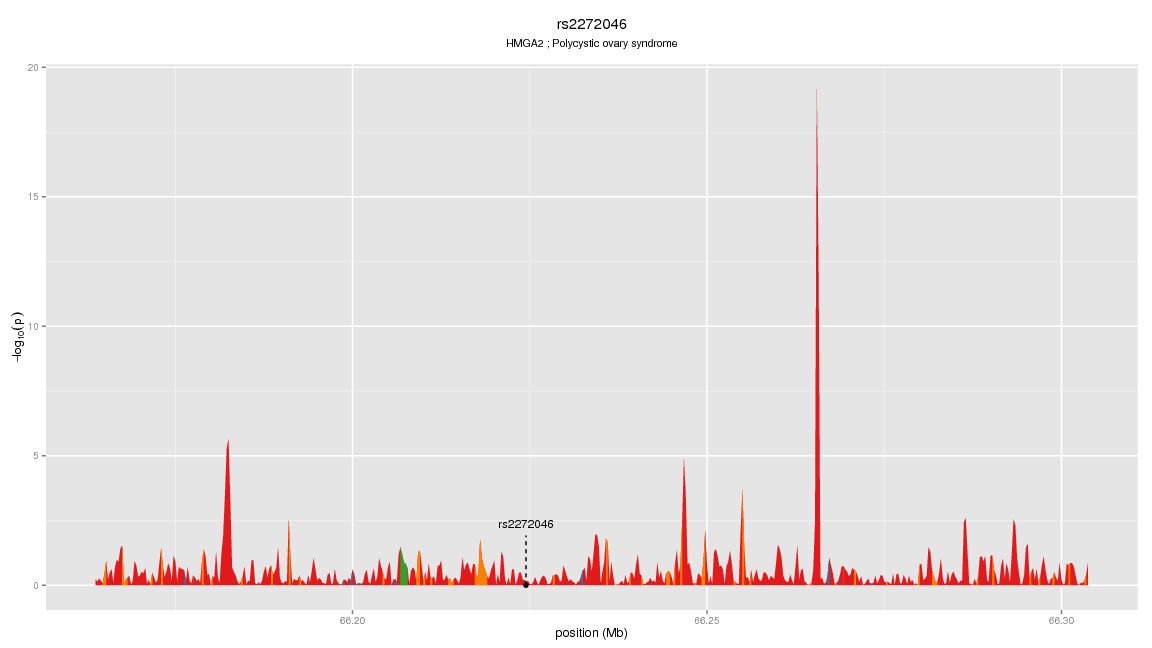 rs2272046
HMGA2 ; Polycystic ovary syndrome
20
15
10
5
0
−log10(p)
rs2272046
66.20
66.25
66.30
position (Mb)